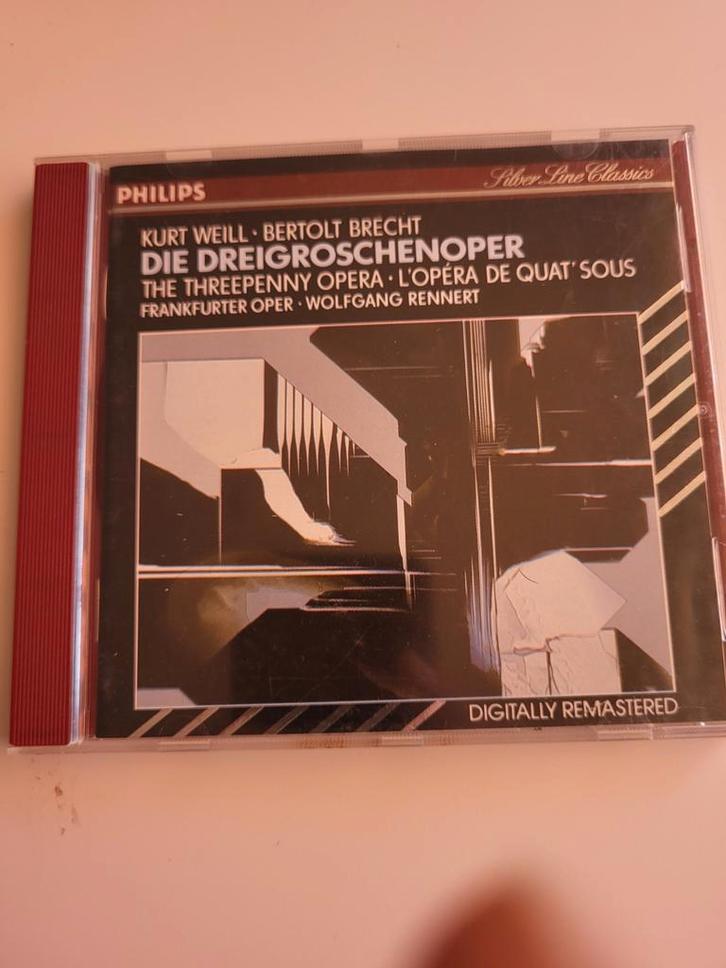 PHILIPS
Silver Line Classics
KURT WEILL · BERTOLT BRECHT
DIE DREIGROSCHENOPER
THE THREEPENNY OPERA · L'OPÉRA DE QUAT' SOUS
FRANKFURTER OPER · WOLFGANG RENNERT
DIGITALLY REMASTERED